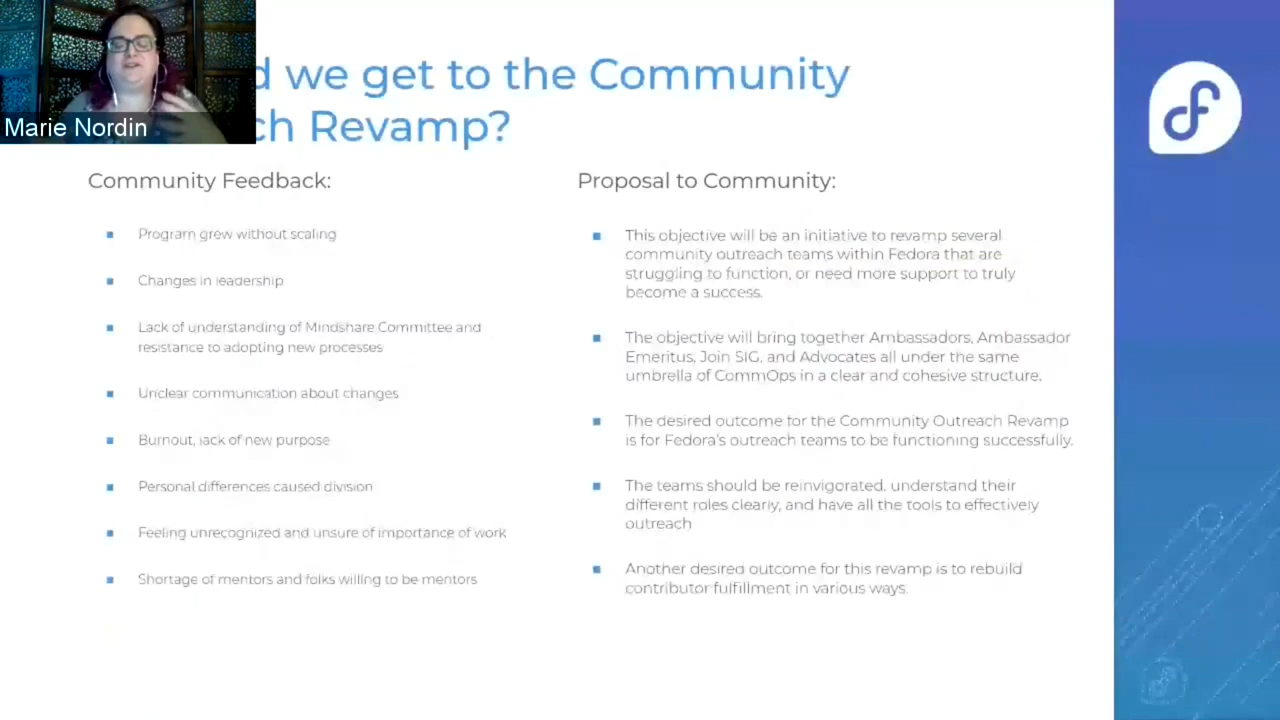 d we get to the Community
ch Revamp?
Marie Nordin
Community Feedback:
Program grew without scaling
Changes in leadership
Lack of understanding of Mindshare Committee and
resistance to adopting new processes
Unclear communication about changes
Burnout, lack of new purpose
Personal differences caused division
Feeling unrecognized and unsure of importance of work
Shortage of mentors and folks willing to be mentors
Proposal to Community:
This objective will be an initiative to revamp several
community outreach teams within Fedora that are
struggling to function, or need more support to truly
become a success.
The objective will bring together Ambassadors, Ambassador
Emeritus, Join SIG, and Advocates all under the same
umbrella of CommOps in a clear and cohesive structure.
The desired outcome for the Community Outreach Revamp
is for Fedora's outreach teams to be functioning successfully.
The teams should be reinvigorated, understand their
different roles clearly, and have all the tools to effectively
outreach
Another desired outcome for this revamp is to rebuild
contributor fulfillment in various ways.